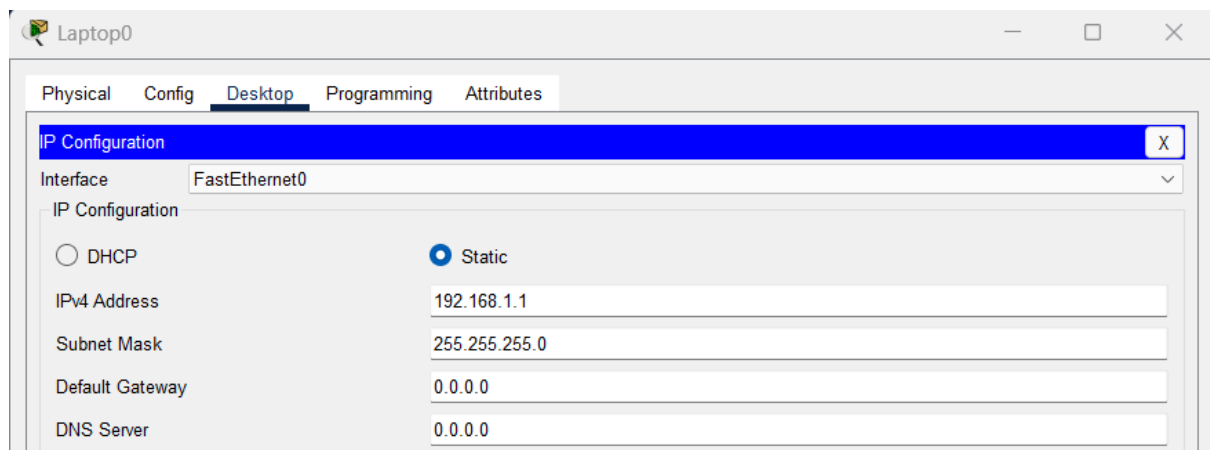 Laptop0
Physical Config Desktop Programming Attributes
IP Configuration X
Interface FastEthernet0
IP Configuration
DHCP Static
IPv4 Address 192.168.1.1
Subnet Mask 255.255.255.0
Default Gateway 0.0.0.0
DNS Server 0.0.0.0